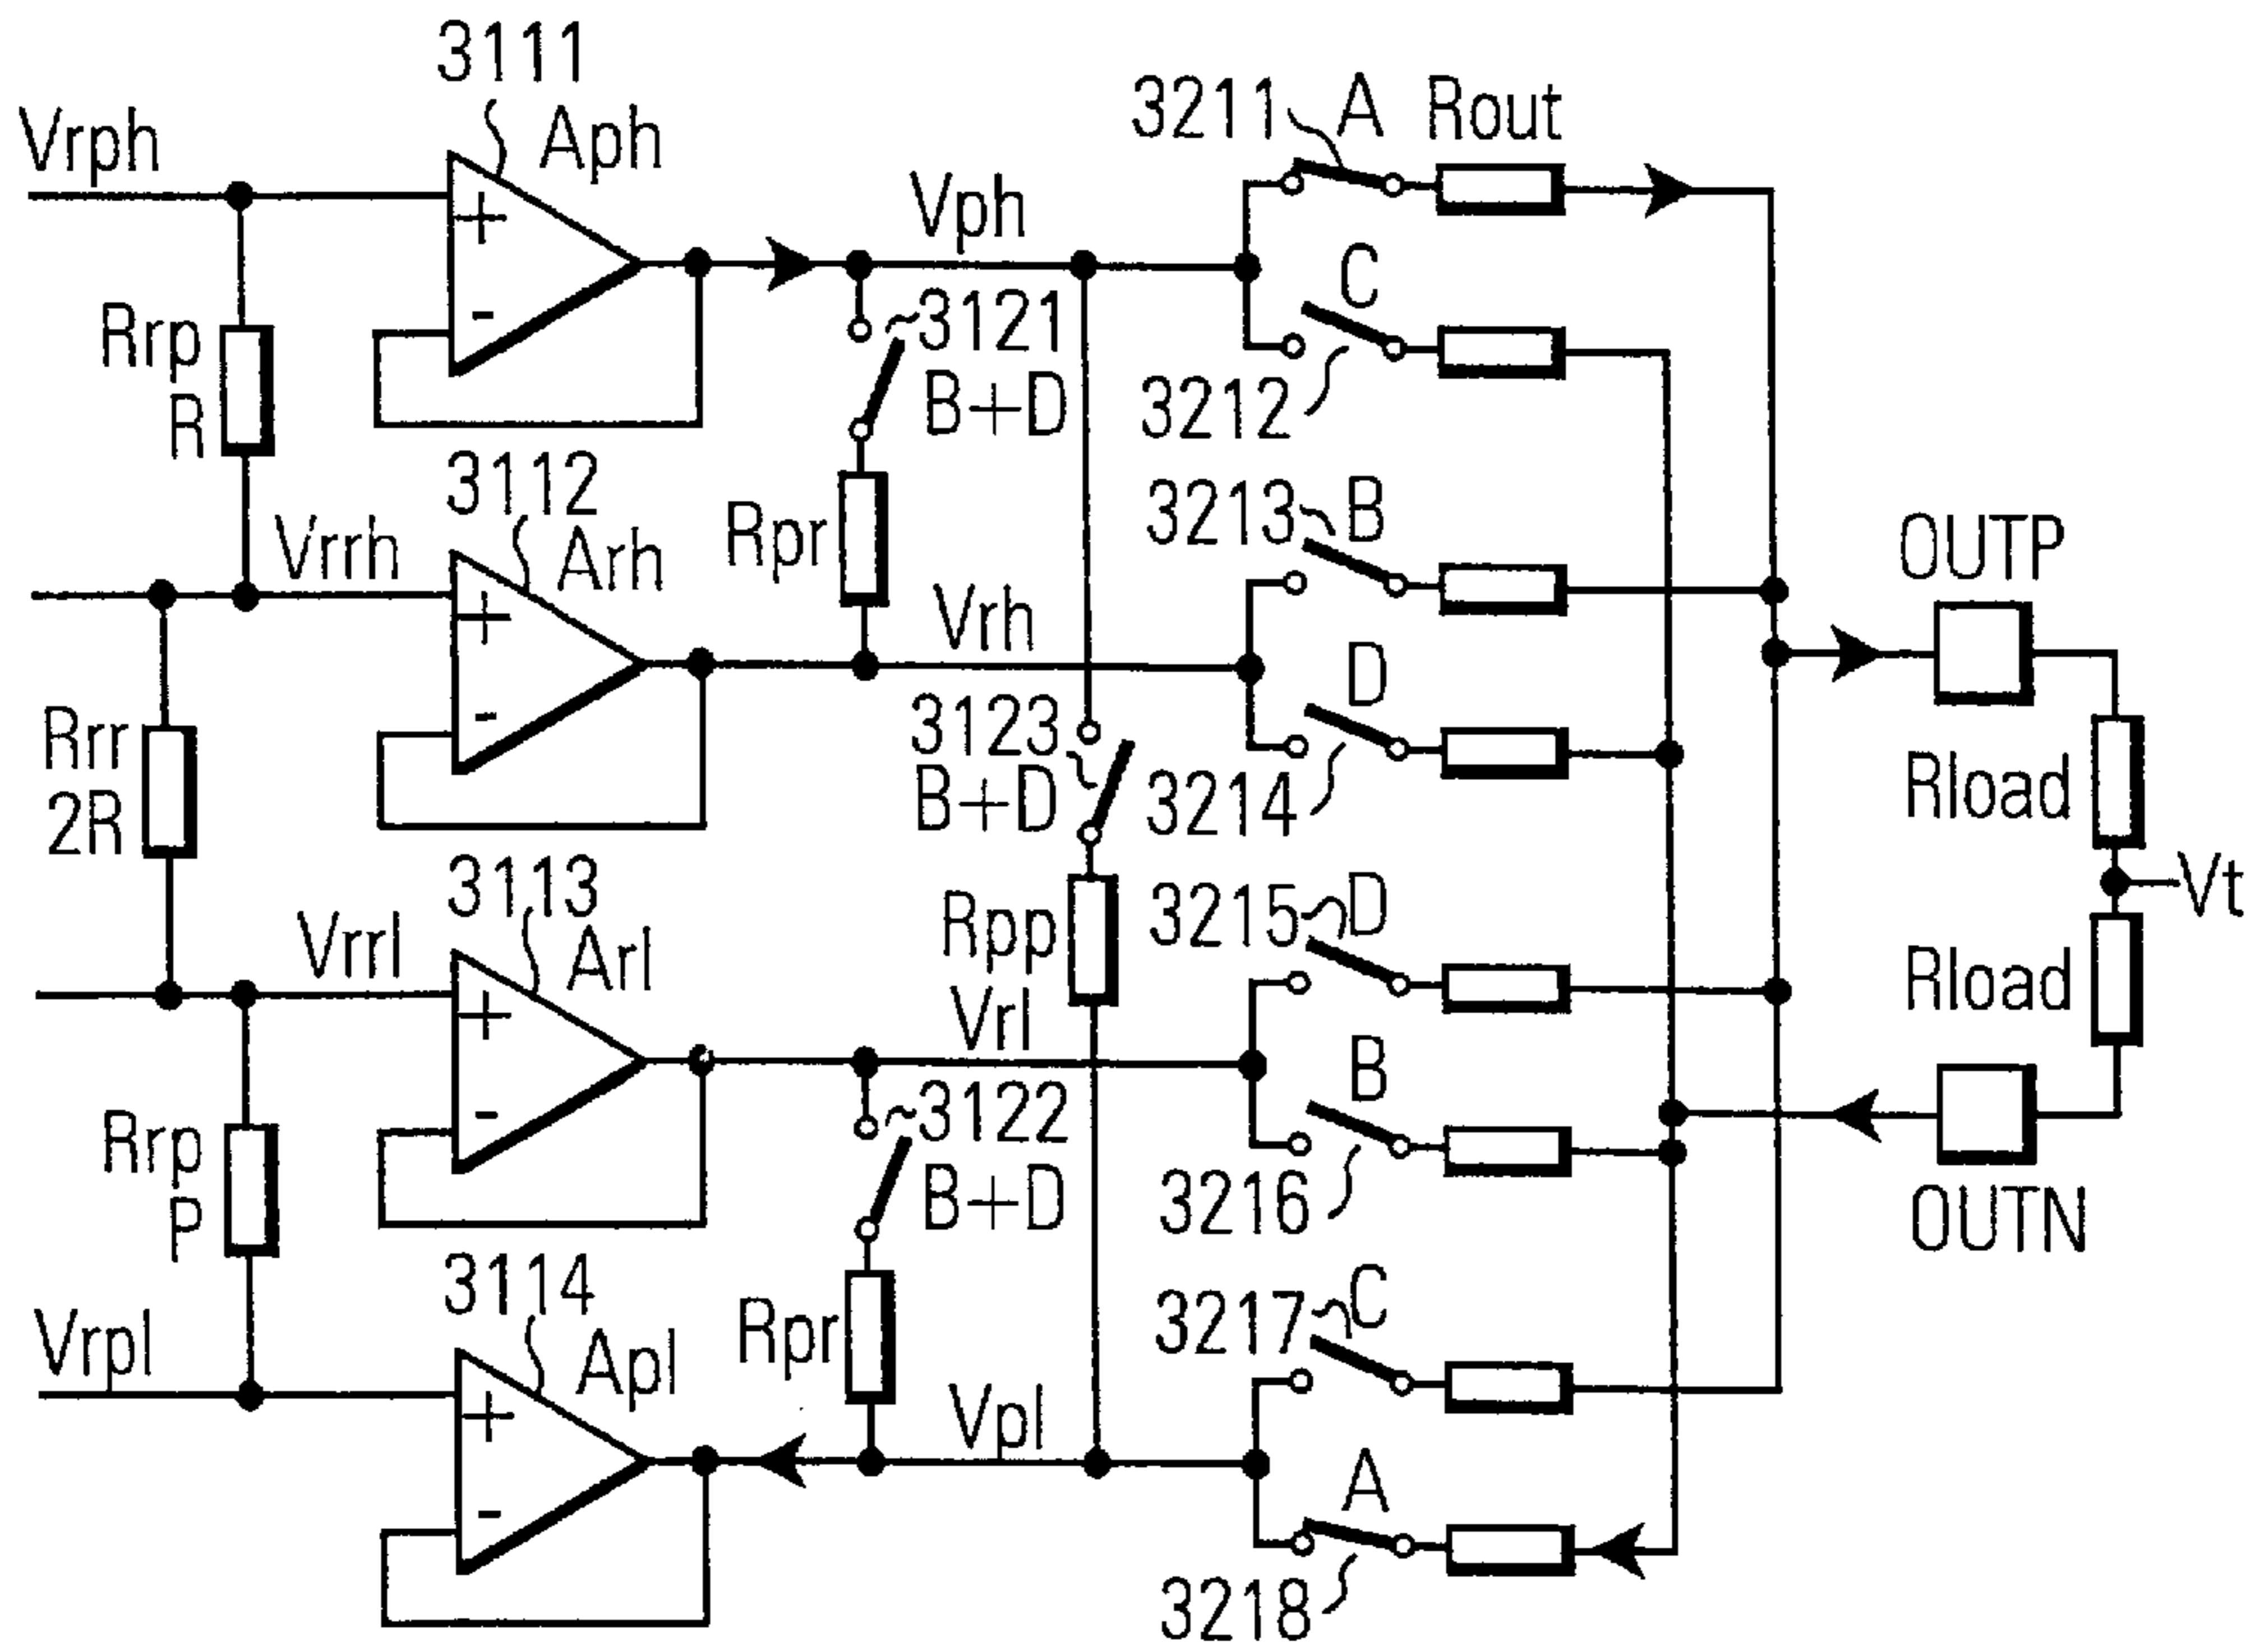 3111
Aph
Vrph
+
-
Rrp
R
3112
Arh
Vrrh
+
-
Rrr
2R
3113
Arl
Vrrl
+
-
Rrp
P
3114
Apl
Vrpl
+
-
Vph
~3121
B+D
Rpr
Vrh
3123
B+D
Rpp
Vrl
~3122
B+D
Rpr
Vpl
3211
A
Rout
C
3212
3213
B
D
3214
3215
D
B
3216
3217
C
A
3218
OUTP
Rload
Vt
Rload
OUTN